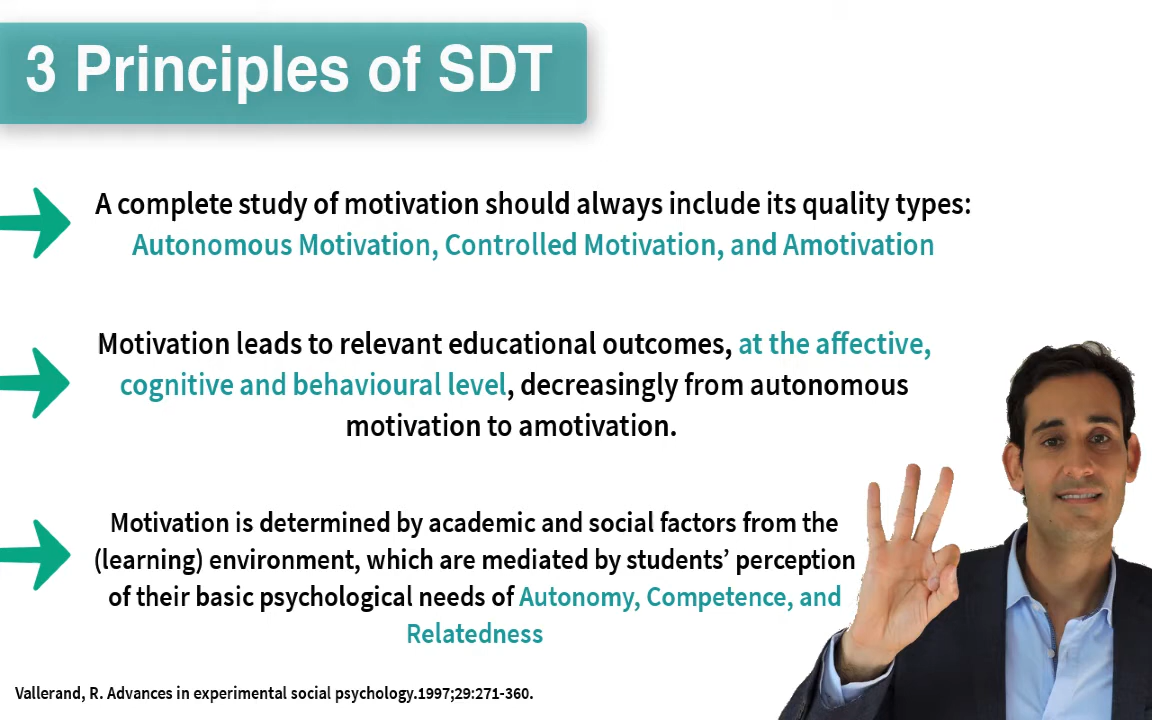 3 Principles of SDT
A complete study of motivation should always include its quality types:
Autonomous Motivation, Controlled Motivation, and Amotivation
Motivation leads to relevant educational outcomes, at the affective,
cognitive and behavioural level, decreasingly from autonomous
motivation to amotivation.
Motivation is determined by academic and social factors from the
(learning) environment, which are mediated by students’ perception
of their basic psychological needs of Autonomy, Competence, and
Relatedness
Vallerand, R. Advances in experimental social psychology.1997;29:271-360.